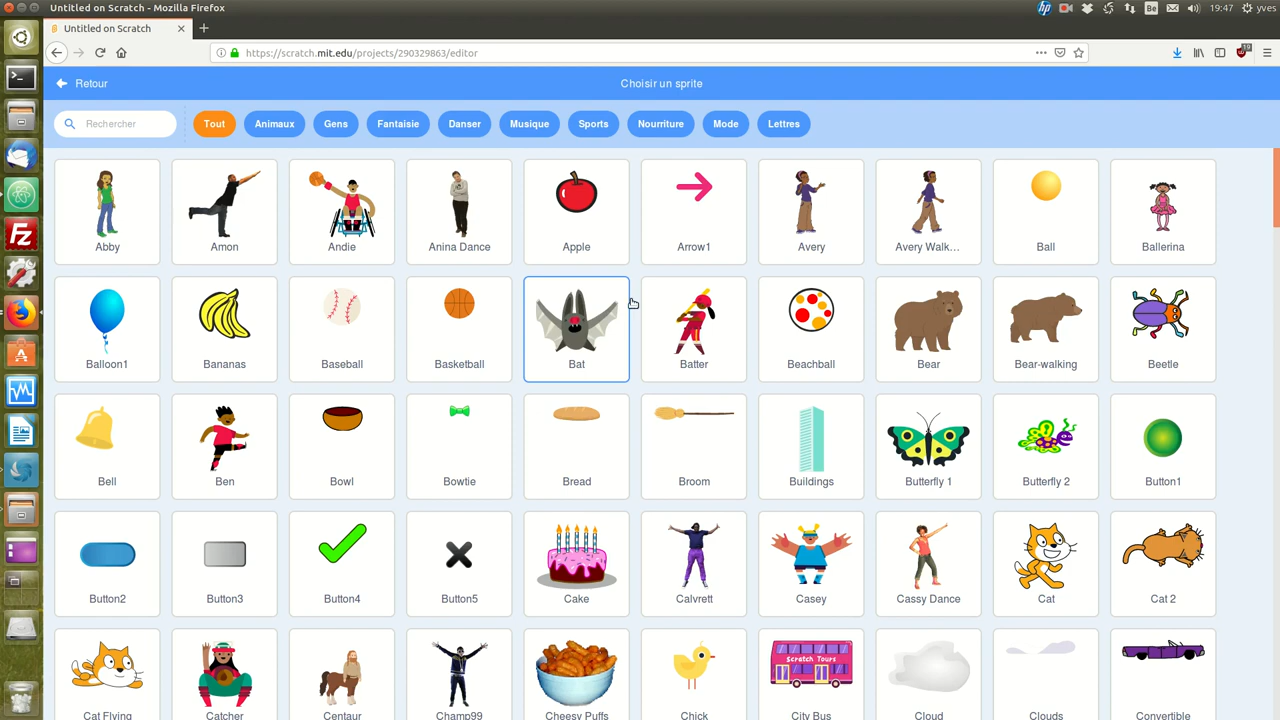 Untitled on Scratch - Mozilla Firefox
Be
19:47
yves
Untitled on Scratch
https://scratch.mit.edu/projects/290329863/editor
19
Retour
Choisir un sprite
Rechercher
Tout
Animaux
Gens
Fantaisie
Danser
Musique
Sports
Nourriture
Mode
Lettres
Abby
Amon
Andie
Anina Dance
Apple
Arrow1
Avery
Avery Walk...
Ball
Ballerina
Balloon1
Bananas
Baseball
Basketball
Bat
Batter
Beachball
Bear
Bear-walking
Beetle
Bell
Ben
Bowl
Bowtie
Bread
Broom
Buildings
Butterfly 1
Butterfly 2
Button1
Button2
Button3
Button4
Button5
Cake
Calvrett
Casey
Cassy Dance
Cat
Cat 2
Scratch Tours
Cat Flying
Catcher
Centaur
Champ99
Cheesy Puffs
Chick
City Bus
Cloud
Clouds
Convertible